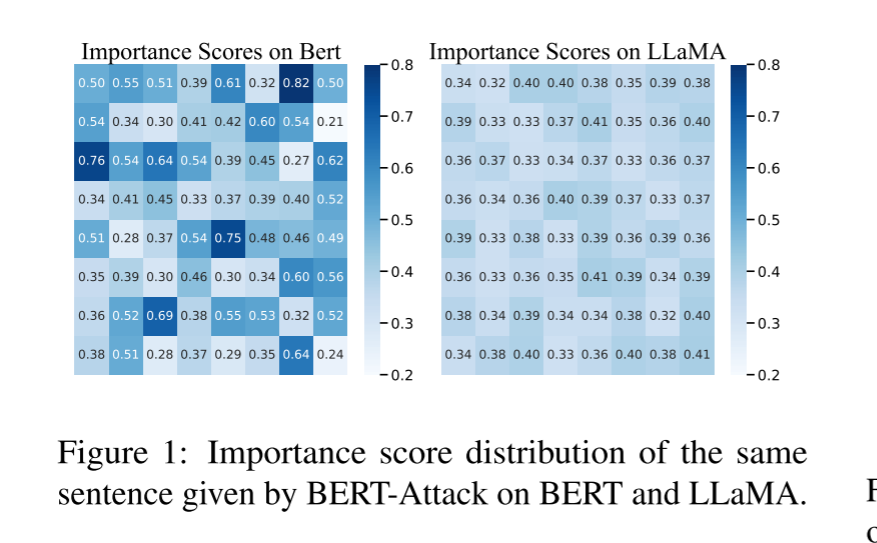 Importance Scores on Bert
0.50 0.55 0.51 0.39 0.61 0.32 0.82 0.50
0.54 0.34 0.30 0.41 0.42 0.60 0.54 0.21
0.76 0.54 0.64 0.54 0.39 0.45 0.27 0.62
0.34 0.41 0.45 0.33 0.37 0.39 0.40 0.52
0.51 0.28 0.37 0.54 0.75 0.48 0.46 0.49
0.35 0.39 0.30 0.46 0.30 0.34 0.60 0.56
0.36 0.52 0.69 0.38 0.55 0.53 0.32 0.52
0.38 0.51 0.28 0.37 0.29 0.35 0.64 0.24
0.8
0.7
0.6
0.5
0.4
0.3
0.2
Importance Scores on LLaMA
0.34 0.32 0.40 0.40 0.38 0.35 0.39 0.38
0.39 0.33 0.33 0.37 0.41 0.35 0.36 0.40
0.36 0.37 0.33 0.34 0.37 0.33 0.36 0.37
0.36 0.34 0.36 0.40 0.39 0.37 0.33 0.37
0.39 0.33 0.38 0.33 0.39 0.36 0.39 0.36
0.36 0.33 0.36 0.35 0.41 0.39 0.34 0.39
0.38 0.34 0.39 0.34 0.34 0.38 0.32 0.40
0.34 0.38 0.40 0.33 0.36 0.40 0.38 0.41
0.8
0.7
0.6
0.5
0.4
0.3
0.2
Figure 1: Importance score distribution of the same
sentence given by BERT-Attack on BERT and LLaMA.